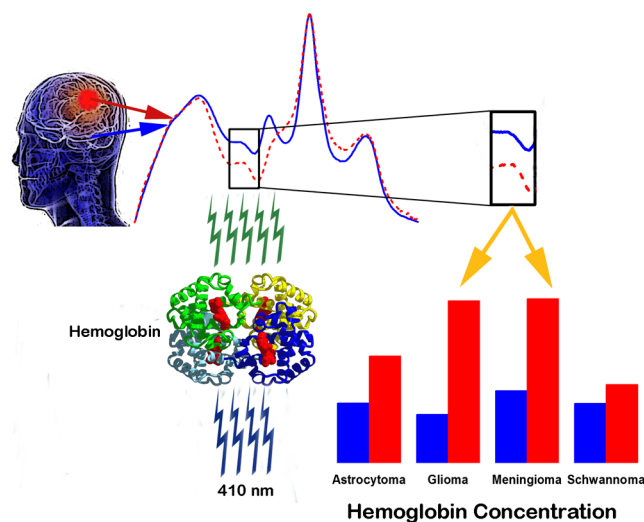 Hemoglobin
410 nm
Astrocytoma Glioma Meningioma Schwannoma
Hemoglobin Concentration